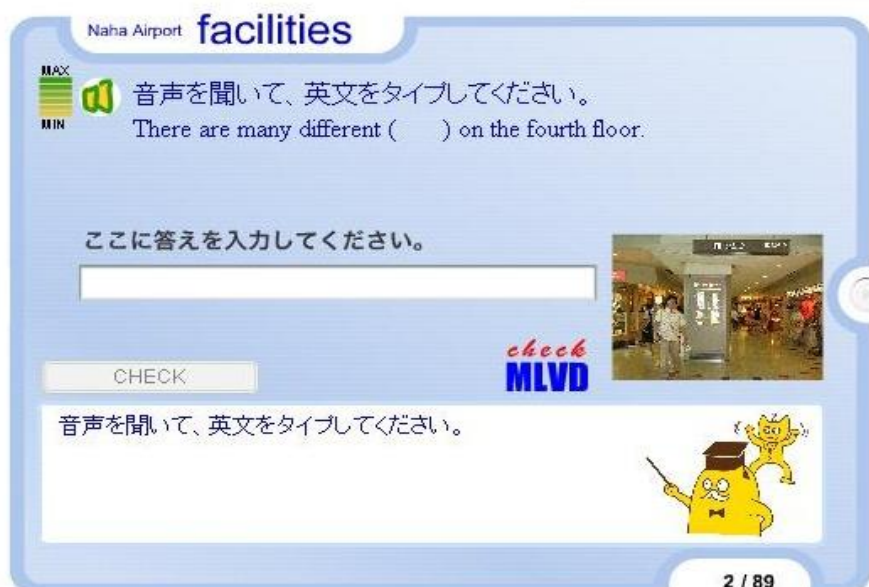 Naha Airport facilities
MAX
MIN
音声を聞いて、英文をタイプしてください。
There are many different (　　) on the fourth floor.
ここに答えを入力してください。
check
MLVD
CHECK
音声を聞いて、英文をタイプしてください。
2 / 89